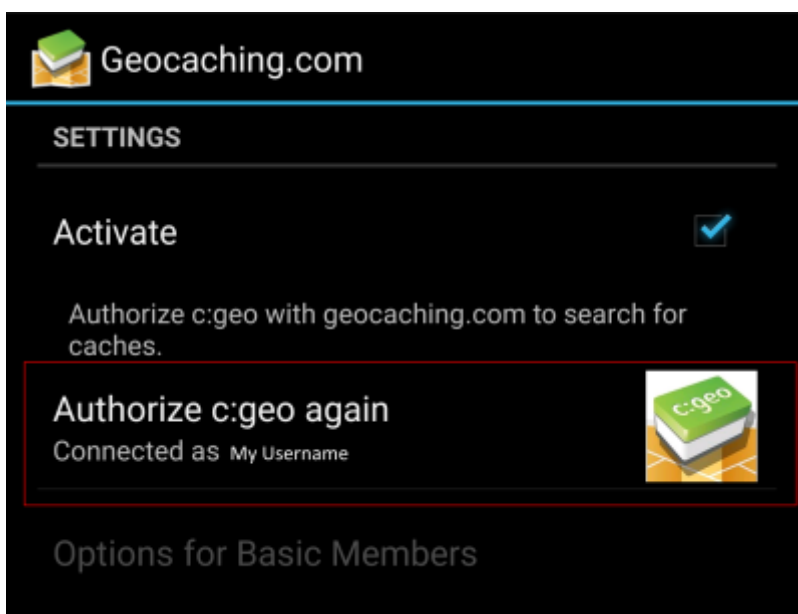 Geocaching.com
SETTINGS
Activate
Authorize c:geo with geocaching.com to search for
caches.
Authorize c:geo again
c:geo
Connected as My Username
Options for Basic Members